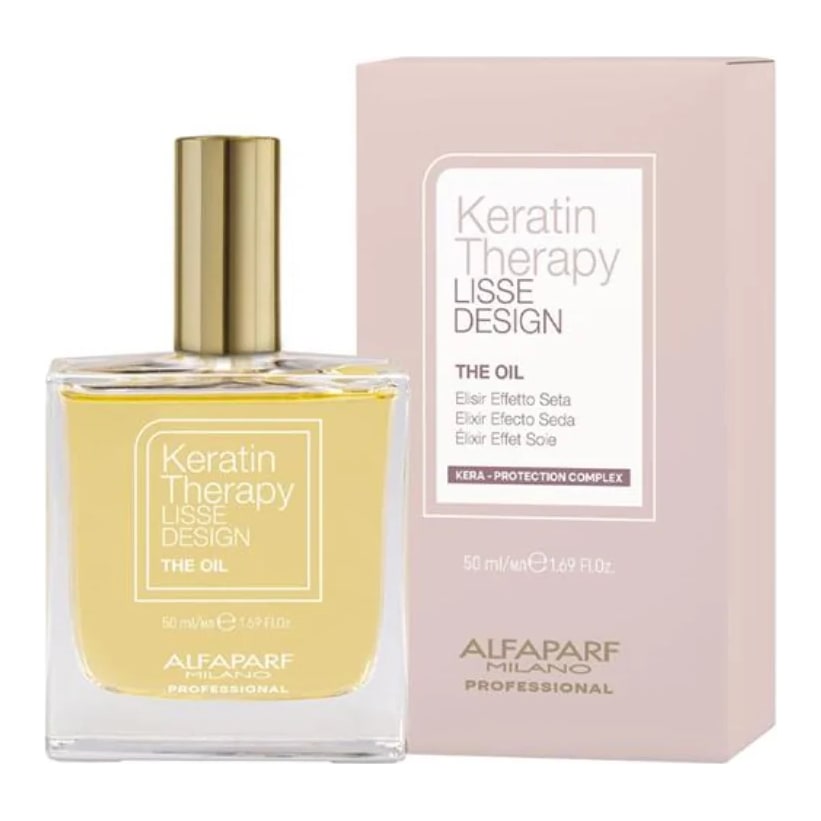 Keratin
Therapy
LISSE
DESIGN
THE OIL
50 ml/мл ℮ 1.69 Fl.Oz.
ALFAPARF
MILANO
PROFESSIONAL
Keratin
Therapy
LISSE
DESIGN
THE OIL
Elisir Effetto Seta
Elixir Efecto Seda
Élixir Effet Soie
KERA - PROTECTION COMPLEX
50 ml/мл ℮ 1.69 Fl.Oz.
ALFAPARF
MILANO
PROFESSIONAL